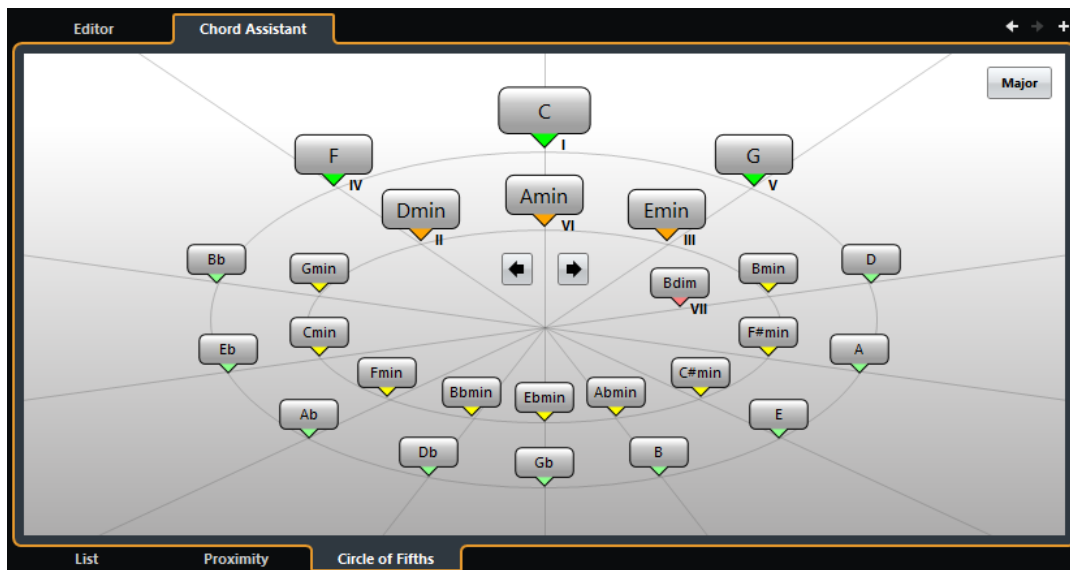 Editor
Chord Assistant
Major
C
I
F
IV
G
V
Amin
VI
Dmin
II
Emin
III
Bb
Gmin
Bdim
VII
Bmin
D
Eb
Cmin
F#min
A
Fmin
C#min
Bbmin
Ebmin
Abmin
Ab
E
Db
Gb
B
List
Proximity
Circle of Fifths